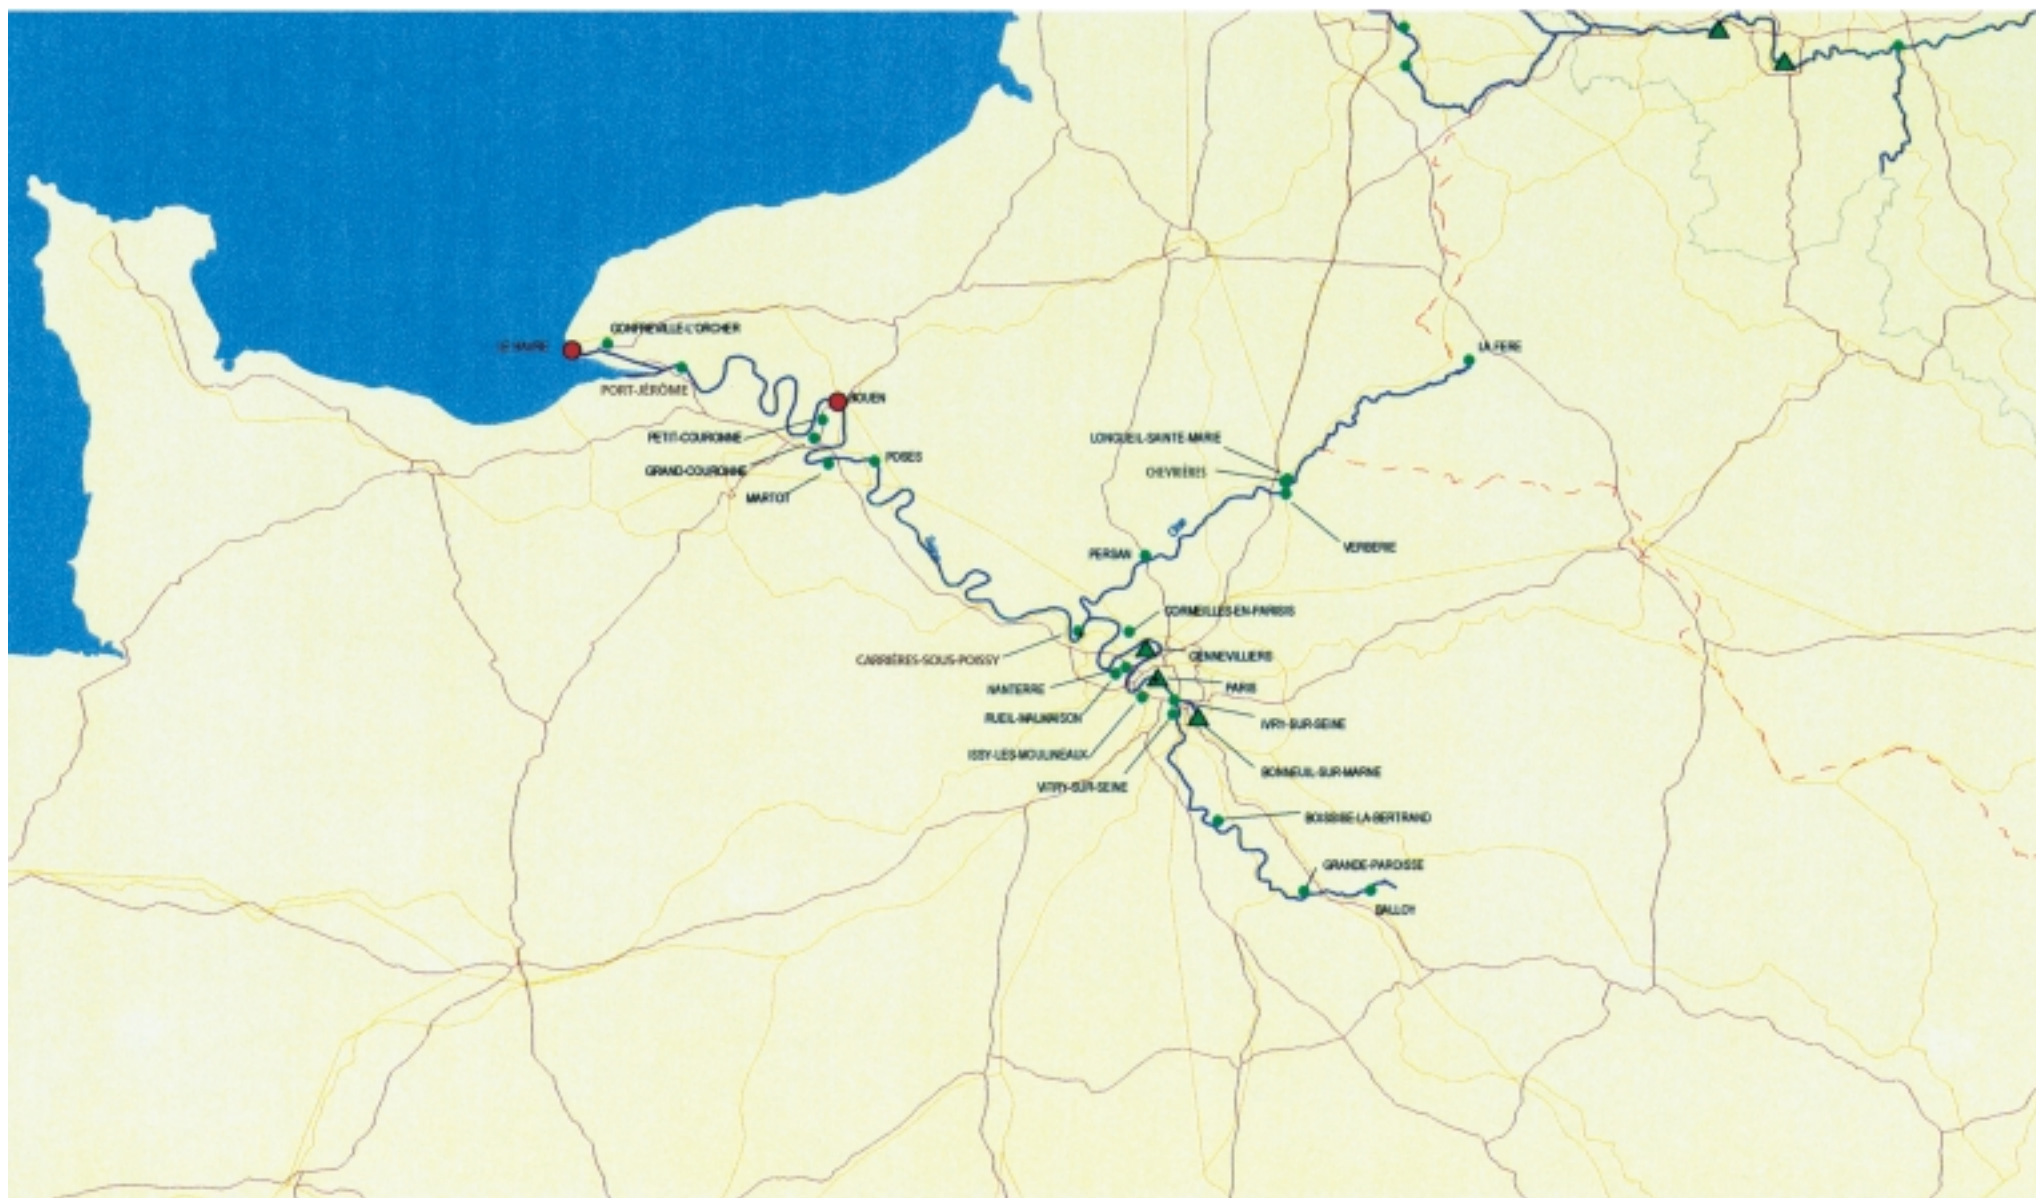 GONFREVILLE-L'ORCHER
LE HAVRE
LA FERE
PORT-JÉRÔME
ROUEN
PETIT-COURONNE
LONGUEIL-SAINTE-MARIE
POSES
GRAND-COURONNE
CHEVRIÈRES
MARTOT
Oise
Seine
VERBERIE
PERSAN
CORMEILLES-EN-PARISIS
CARRIÈRES-SOUS-POISSY
GENNEVILLIERS
NANTERRE
PARIS
RUEIL-MALMAISON
IVRY-SUR-SEINE
ISSY-LES-MOULINEAUX
BONNEUIL-SUR-MARNE
VITRY-SUR-SEINE
BOISSISE-LA-BERTRAND
GRANDE-PAROISSE
BALLOY